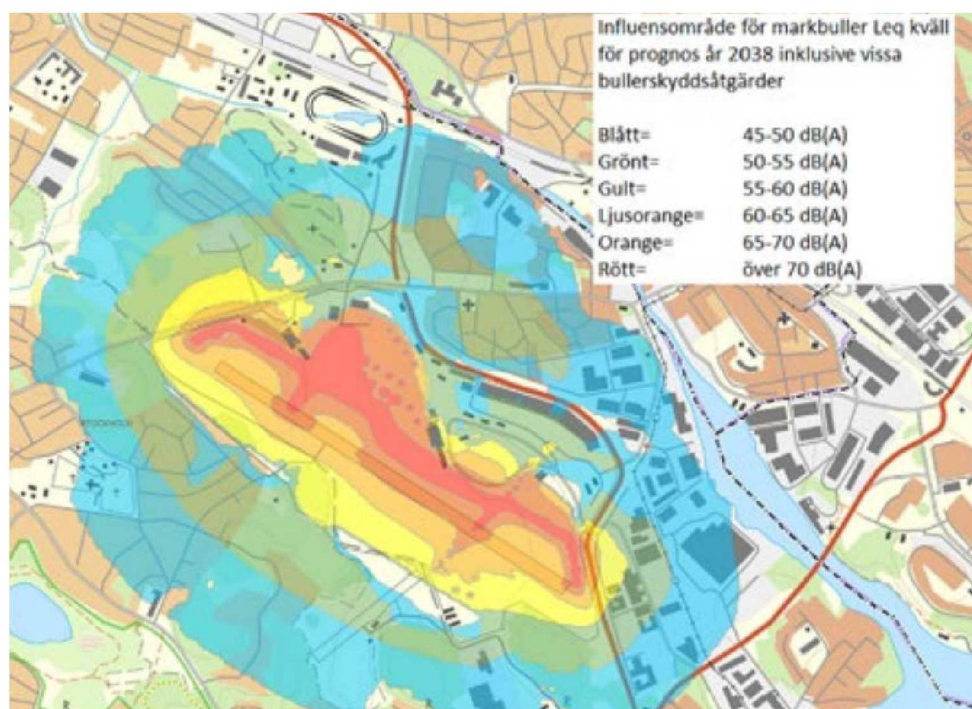 Influensområde för markbuller Leq kväll
för prognos år 2038 inklusive vissa
bullerskyddsåtgärder
Blått= 45-50 dB(A)
Grönt= 50-55 dB(A)
Gult= 55-60 dB(A)
Ljusorange= 60-65 dB(A)
Orange= 65-70 dB(A)
Rött= över 70 dB(A)